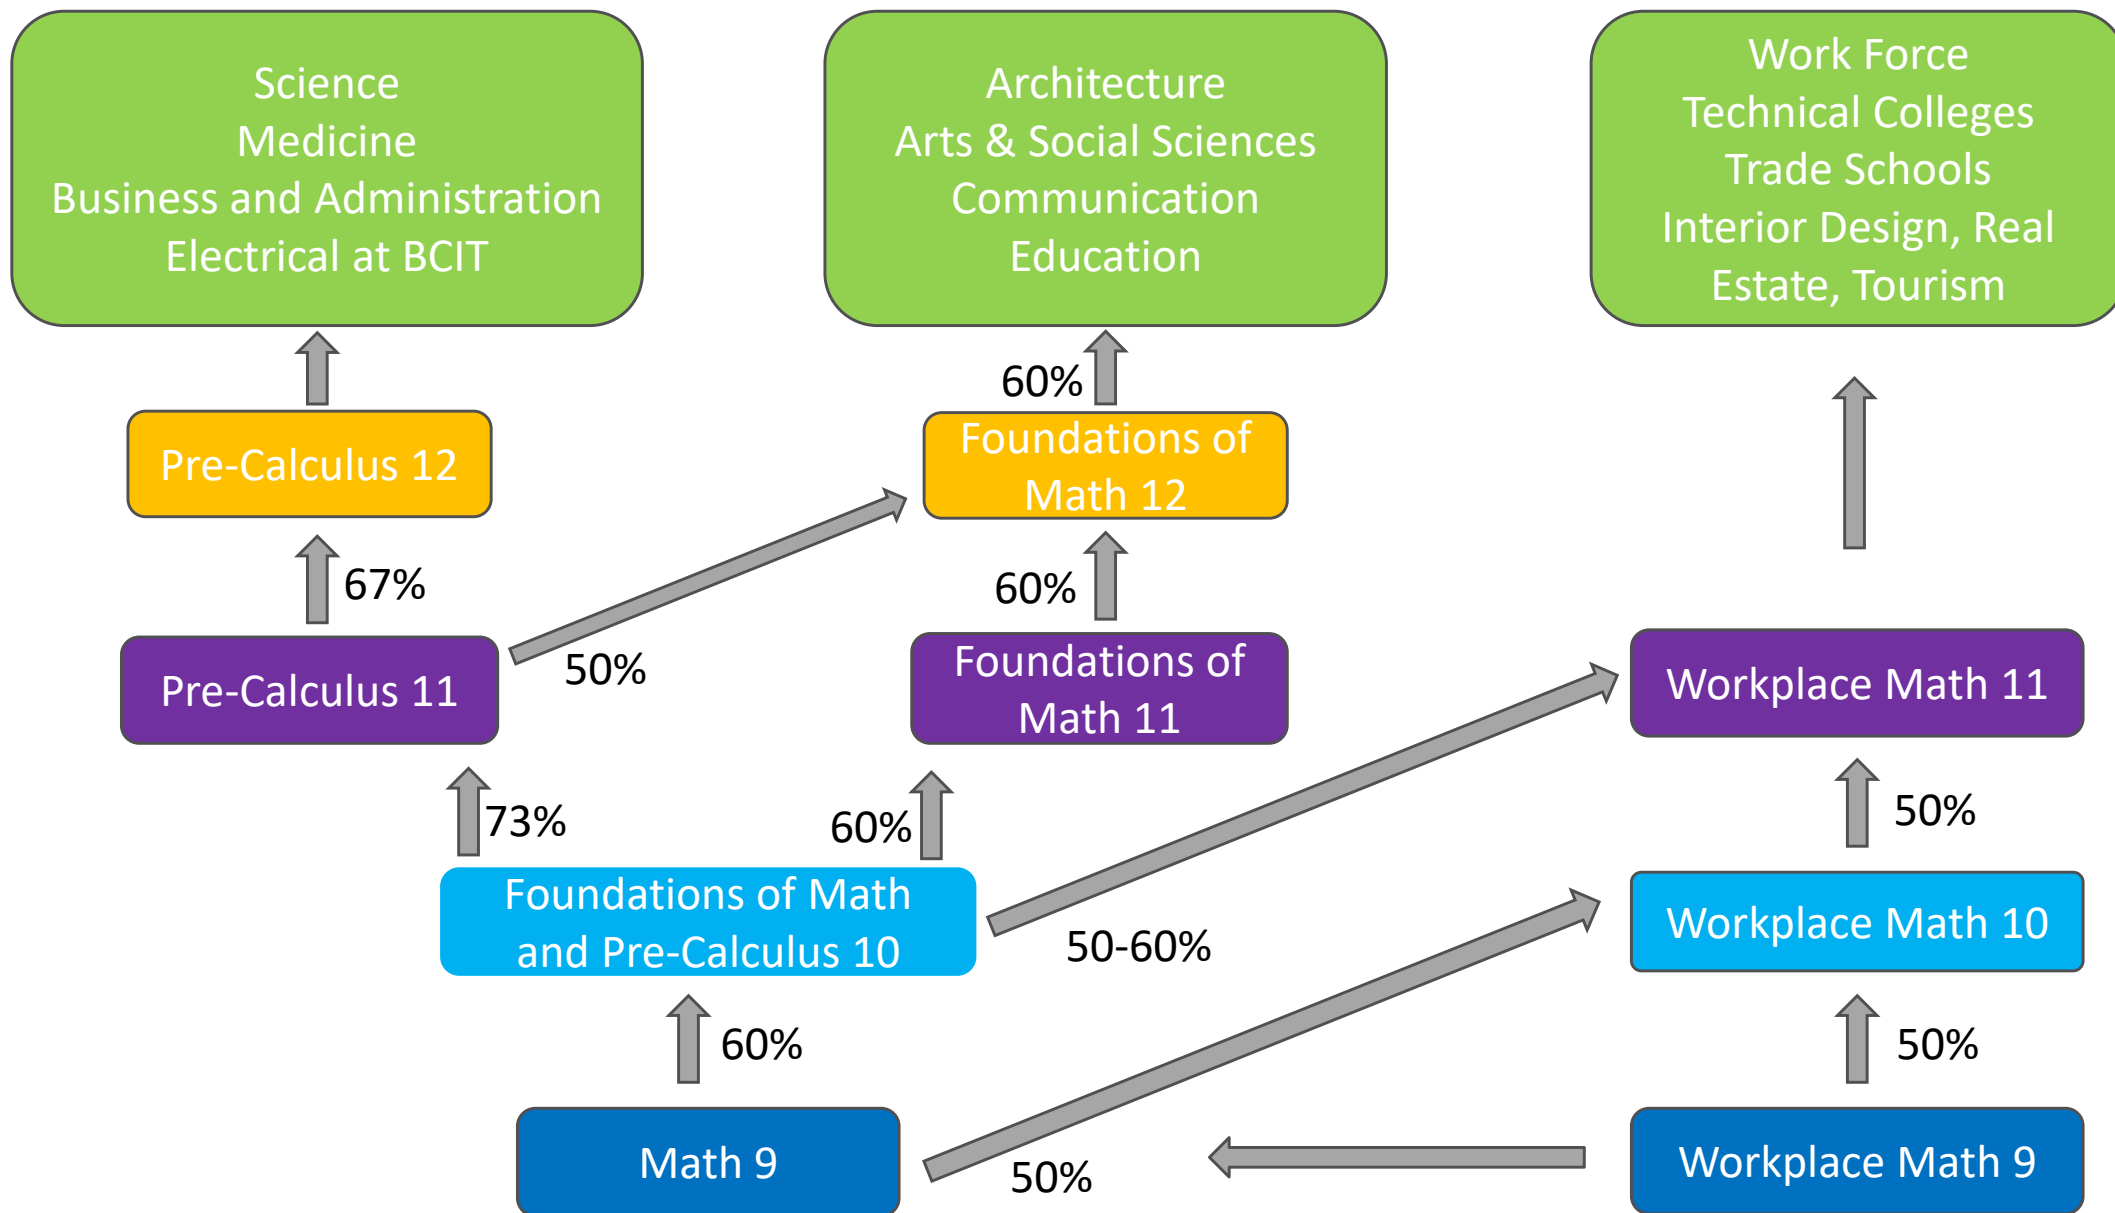 Science
Medicine
Business and Administration
Electrical at BCIT
Architecture
Arts & Social Sciences
Communication
Education
Work Force
Technical Colleges
Trade Schools
Interior Design, Real
Estate, Tourism
60%
Pre-Calculus 12
Foundations of
Math 12
67%
50%
60%
Pre-Calculus 11
Foundations of
Math 11
Workplace Math 11
73%
60%
50%
Foundations of Math
and Pre-Calculus 10
50-60%
Workplace Math 10
60%
50%
Math 9
50%
Workplace Math 9